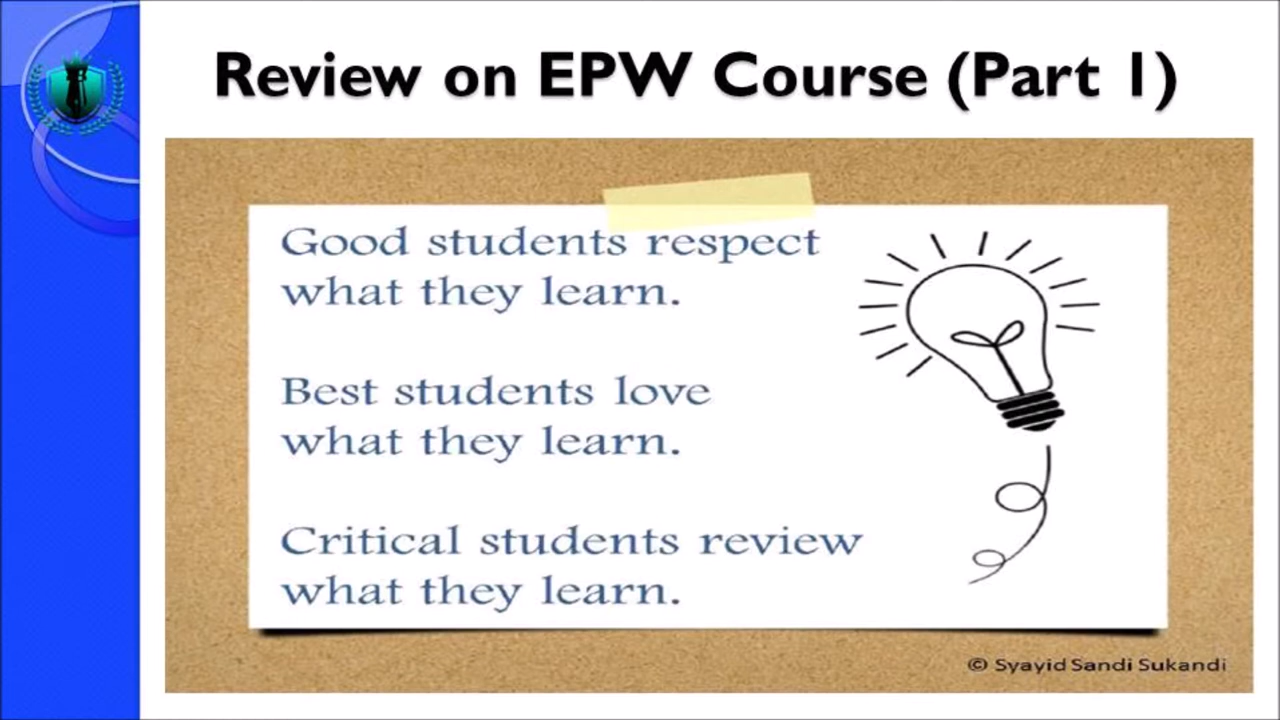 Review on EPW Course (Part 1)
Good students respect
what they learn.
Best students love
what they learn.
Critical students review
what they learn.
© Syayid Sandi Sukandi